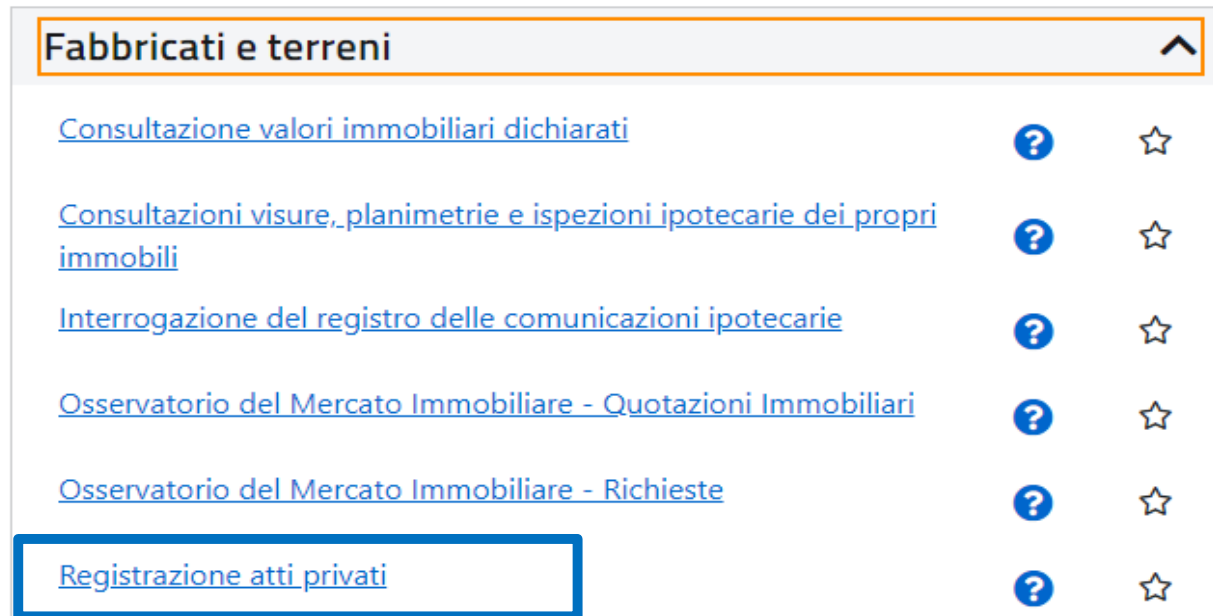 Fabbricati e terreni
Consultazione valori immobiliari dichiarati
Consultazioni visure, planimetrie e ispezioni ipotecarie dei propri
immobili
Interrogazione del registro delle comunicazioni ipotecarie
Osservatorio del Mercato Immobiliare - Quotazioni Immobiliari
Osservatorio del Mercato Immobiliare - Richieste
Registrazione atti privati